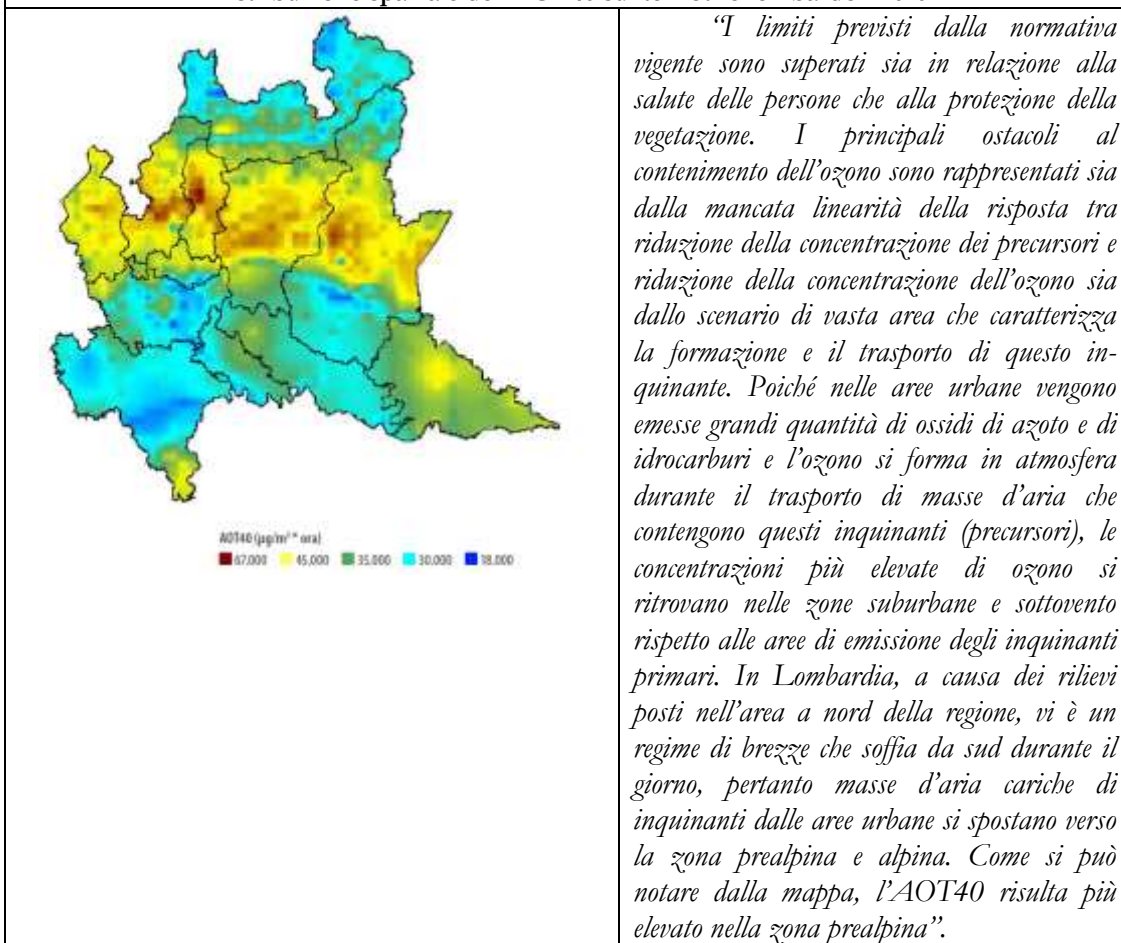 AOT40 (µg/m³ * ora)
67.000 45.000 35.000 30.000 18.000
“I limiti previsti dalla normativa
vigente sono superati sia in relazione alla
salute delle persone che alla protezione della
vegetazione. I principali ostacoli al
contenimento dell’ozono sono rappresentati sia
dalla mancata linearità della risposta tra
riduzione della concentrazione dei precursori e
riduzione della concentrazione dell’ozono sia
dallo scenario di vasta area che caratterizza
la formazione e il trasporto di questo in-
quinante. Poiché nelle aree urbane vengono
emesse grandi quantità di ossidi di azoto e di
idrocarburi e l’ozono si forma in atmosfera
durante il trasporto di masse d’aria che
contengono questi inquinanti (precursori), le
concentrazioni più elevate di ozono si
ritrovano nelle zone suburbane e sottovento
rispetto alle aree di emissione degli inquinanti
primari. In Lombardia, a causa dei rilievi
posti nell’area a nord della regione, vi è un
regime di brezze che soffia da sud durante il
giorno, pertanto masse d’aria cariche di
inquinanti dalle aree urbane si spostano verso
la zona prealpina e alpina. Come si può
notare dalla mappa, l’AOT40 risulta più
elevato nella zona prealpina”.